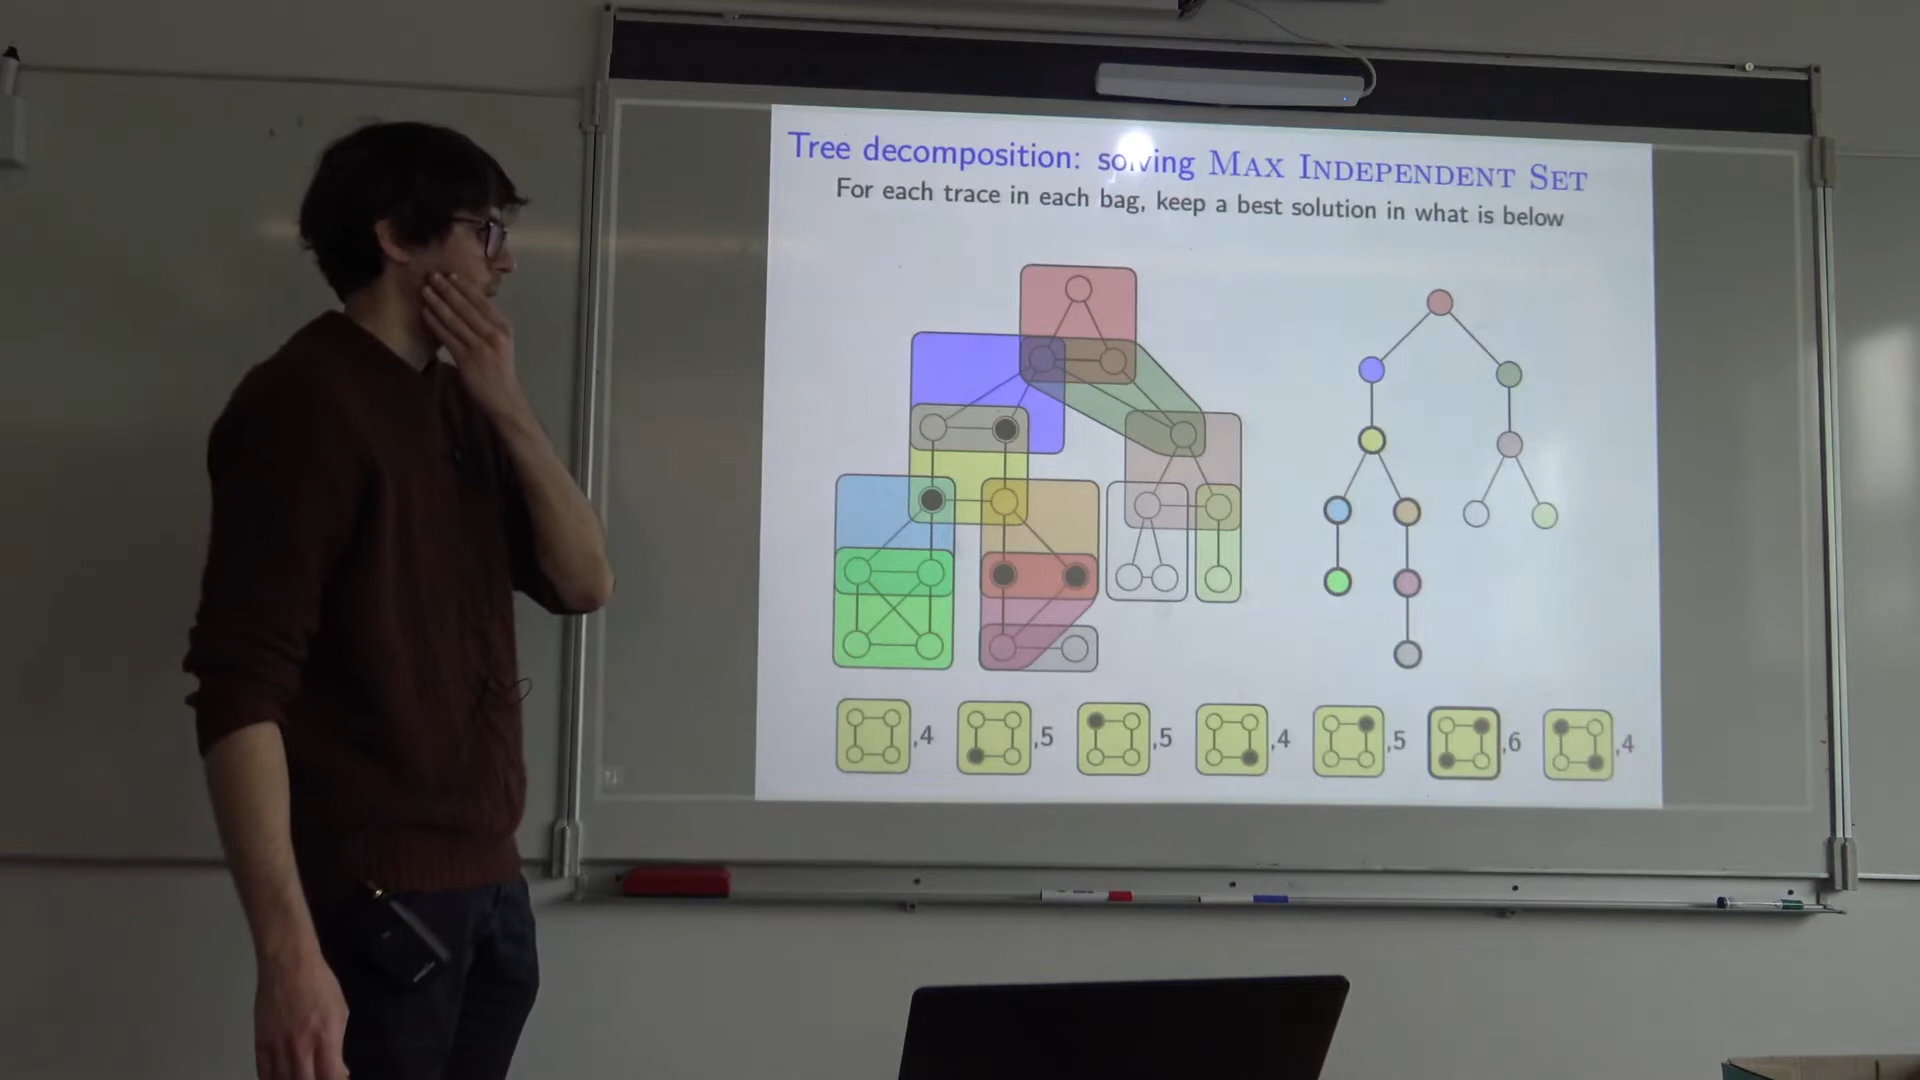 Tree decomposition: solving MAX INDEPENDENT SET
For each trace in each bag, keep a best solution in what is below
,4 ,5 ,5 ,4 ,5 ,6 ,4